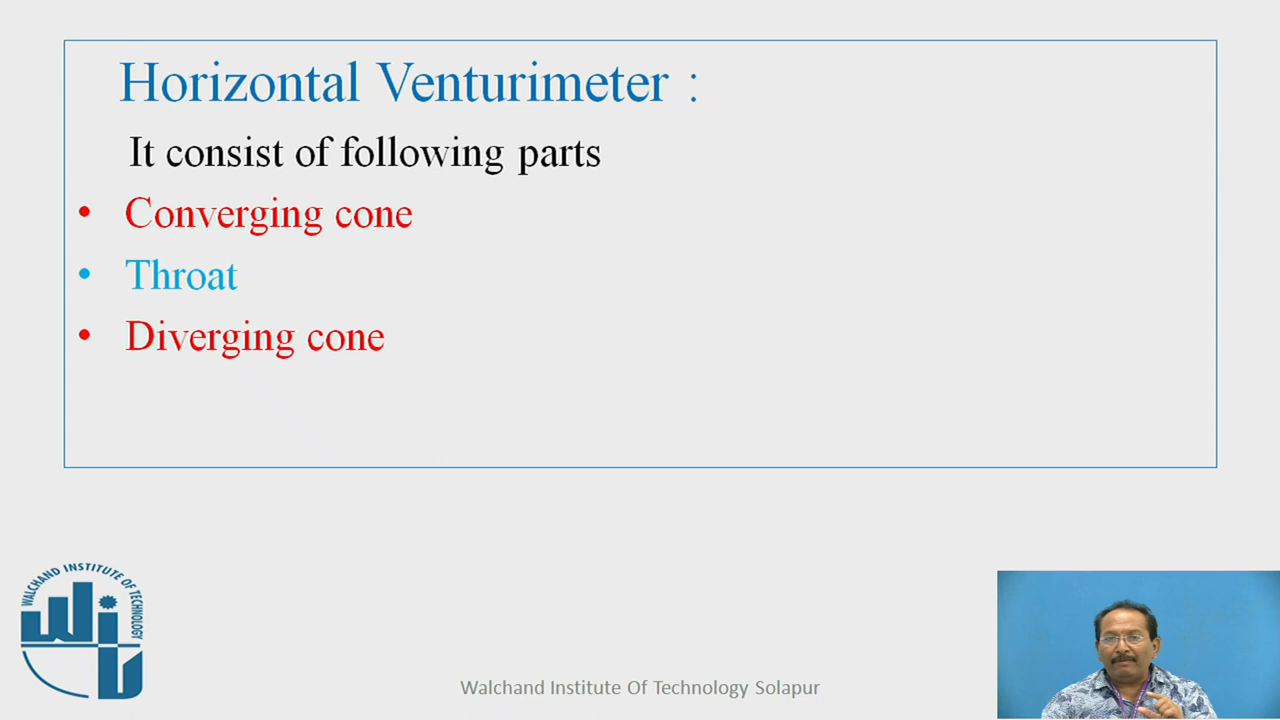 Horizontal Venturimeter :
It consist of following parts
• Converging cone
• Throat
• Diverging cone
WALCHAND INSTITUTE OF TECHNOLOGY
WIT
Walchand Institute Of Technology Solapur